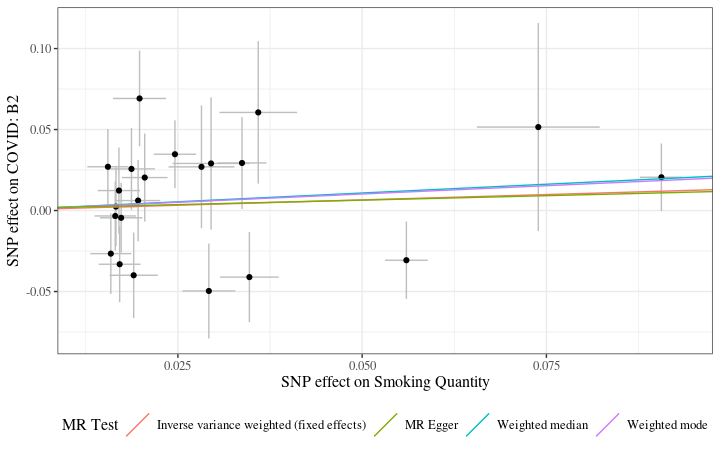 0.10
0.05
0.00
-0.05
SNP effect on COVID: B2
0.025
0.050
0.075
SNP effect on Smoking Quantity
MR Test
Inverse variance weighted (fixed effects)
MR Egger
Weighted median
Weighted mode